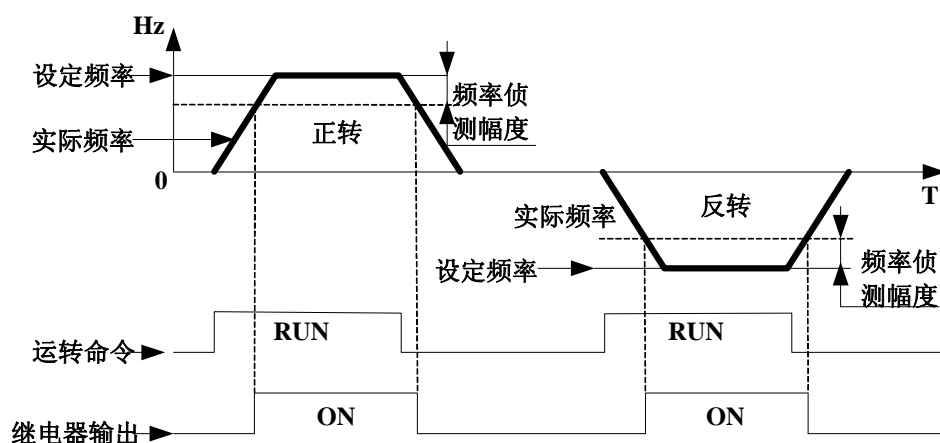 Hz
设定频率
频率侦
测幅度
实际频率
正转
0
T
反转
实际频率
设定频率
频率侦
测幅度
RUN
RUN
运转命令
ON
ON
继电器输出